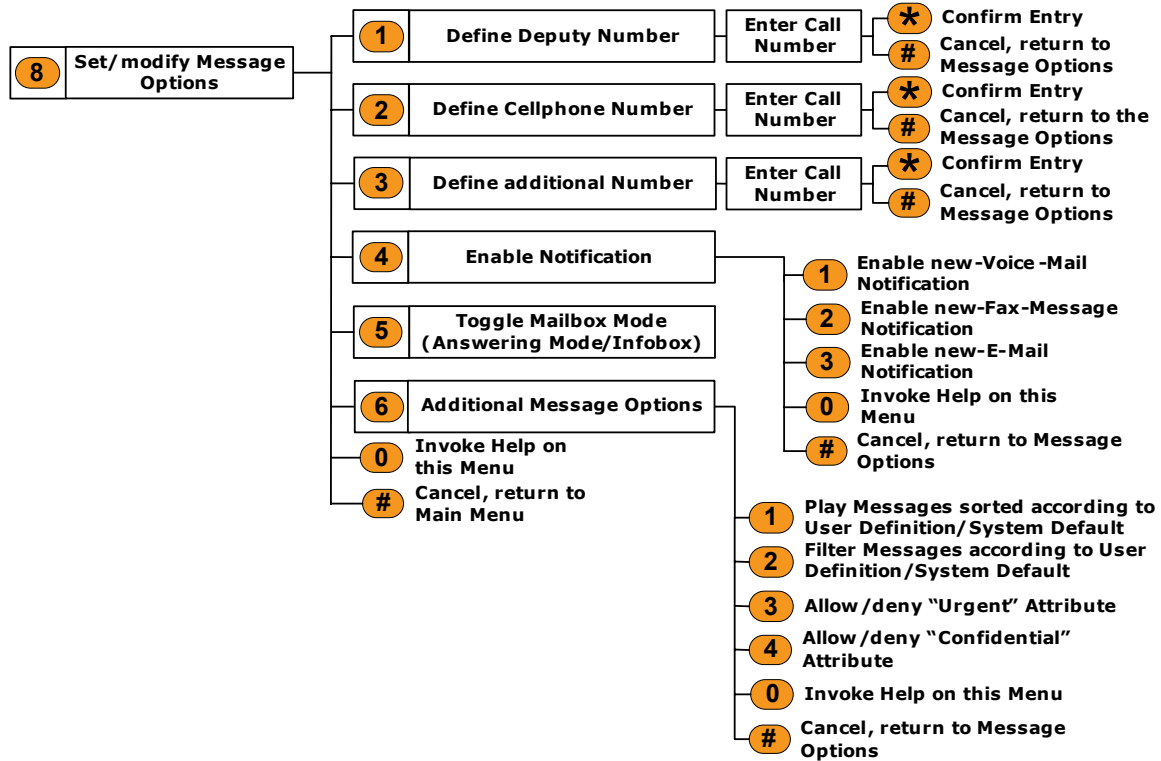 8
Set/modify Message
Options
1
Define Deputy Number
Enter Call
Number
* Confirm Entry
# Cancel, return to
Message Options
2
Define Cellphone Number
Enter Call
Number
* Confirm Entry
# Cancel, return to the
Message Options
3
Define additional Number
Enter Call
Number
* Confirm Entry
# Cancel, return to
Message Options
4
Enable Notification
1 Enable new-Voice-Mail
Notification
2 Enable new-Fax-Message
Notification
3 Enable new-E-Mail
Notification
0 Invoke Help on this
Menu
# Cancel, return to Message
Options
5
Toggle Mailbox Mode
(Answering Mode/Infobox)
6
Additional Message Options
1 Play Messages sorted according to
User Definition/System Default
2 Filter Messages according to User
Definition/System Default
3 Allow/deny “Urgent” Attribute
4 Allow/deny “Confidential”
Attribute
0 Invoke Help on this Menu
# Cancel, return to Message
Options
0 Invoke Help on
this Menu
# Cancel, return to
Main Menu